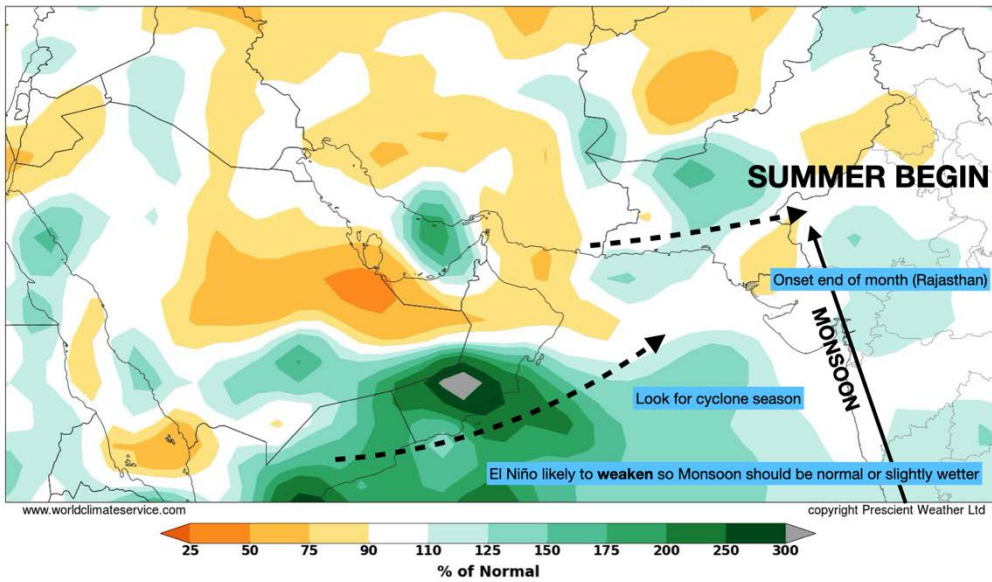 SUMMER BEGIN
Onset end of month (Rajasthan)
MONSOON
Look for cyclone season
El Niño likely to weaken so Monsoon should be normal or slightly wetter
www.worldclimateservice.com
copyright Prescient Weather Ltd
25 50 75 90 110 125 150 175 200 250 300
% of Normal